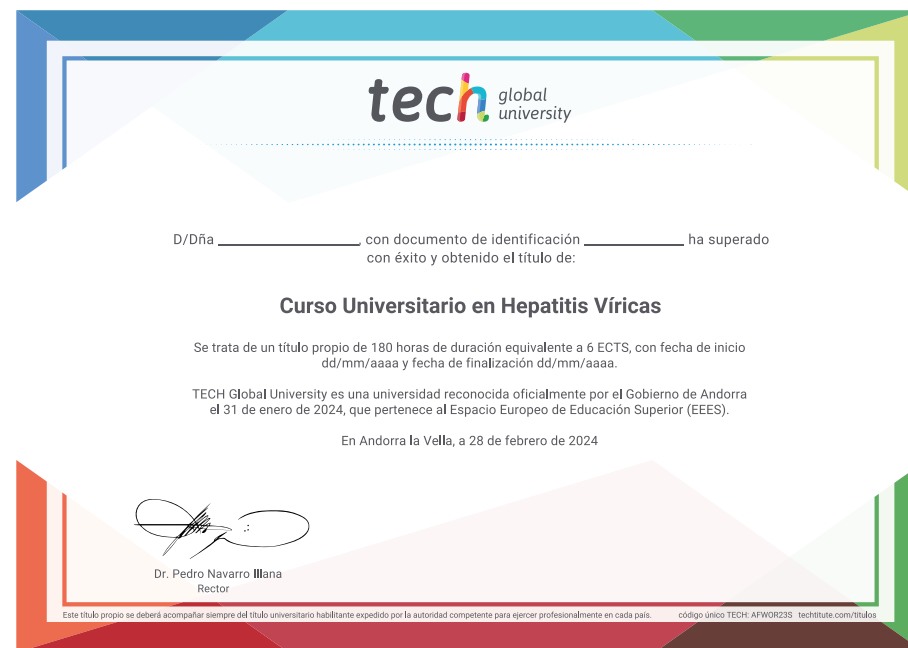 tech global university
D/Dña ____________________, con documento de identificación ______________ ha superado
con éxito y obtenido el título de:
Curso Universitario en Hepatitis Víricas
Se trata de un título propio de 180 horas de duración equivalente a 6 ECTS, con fecha de inicio
dd/mm/aaaa y fecha de finalización dd/mm/aaaa.
TECH Global University es una universidad reconocida oficialmente por el Gobierno de Andorra
el 31 de enero de 2024, que pertenece al Espacio Europeo de Educación Superior (EEES).
En Andorra la Vella, a 28 de febrero de 2024
Dr. Pedro Navarro Illana
Rector
Este título propio se deberá acompañar siempre del título universitario habilitante expedido por la autoridad competente para ejercer profesionalmente en cada país. código único TECH: AFWOR23S techtitute.com/titulos